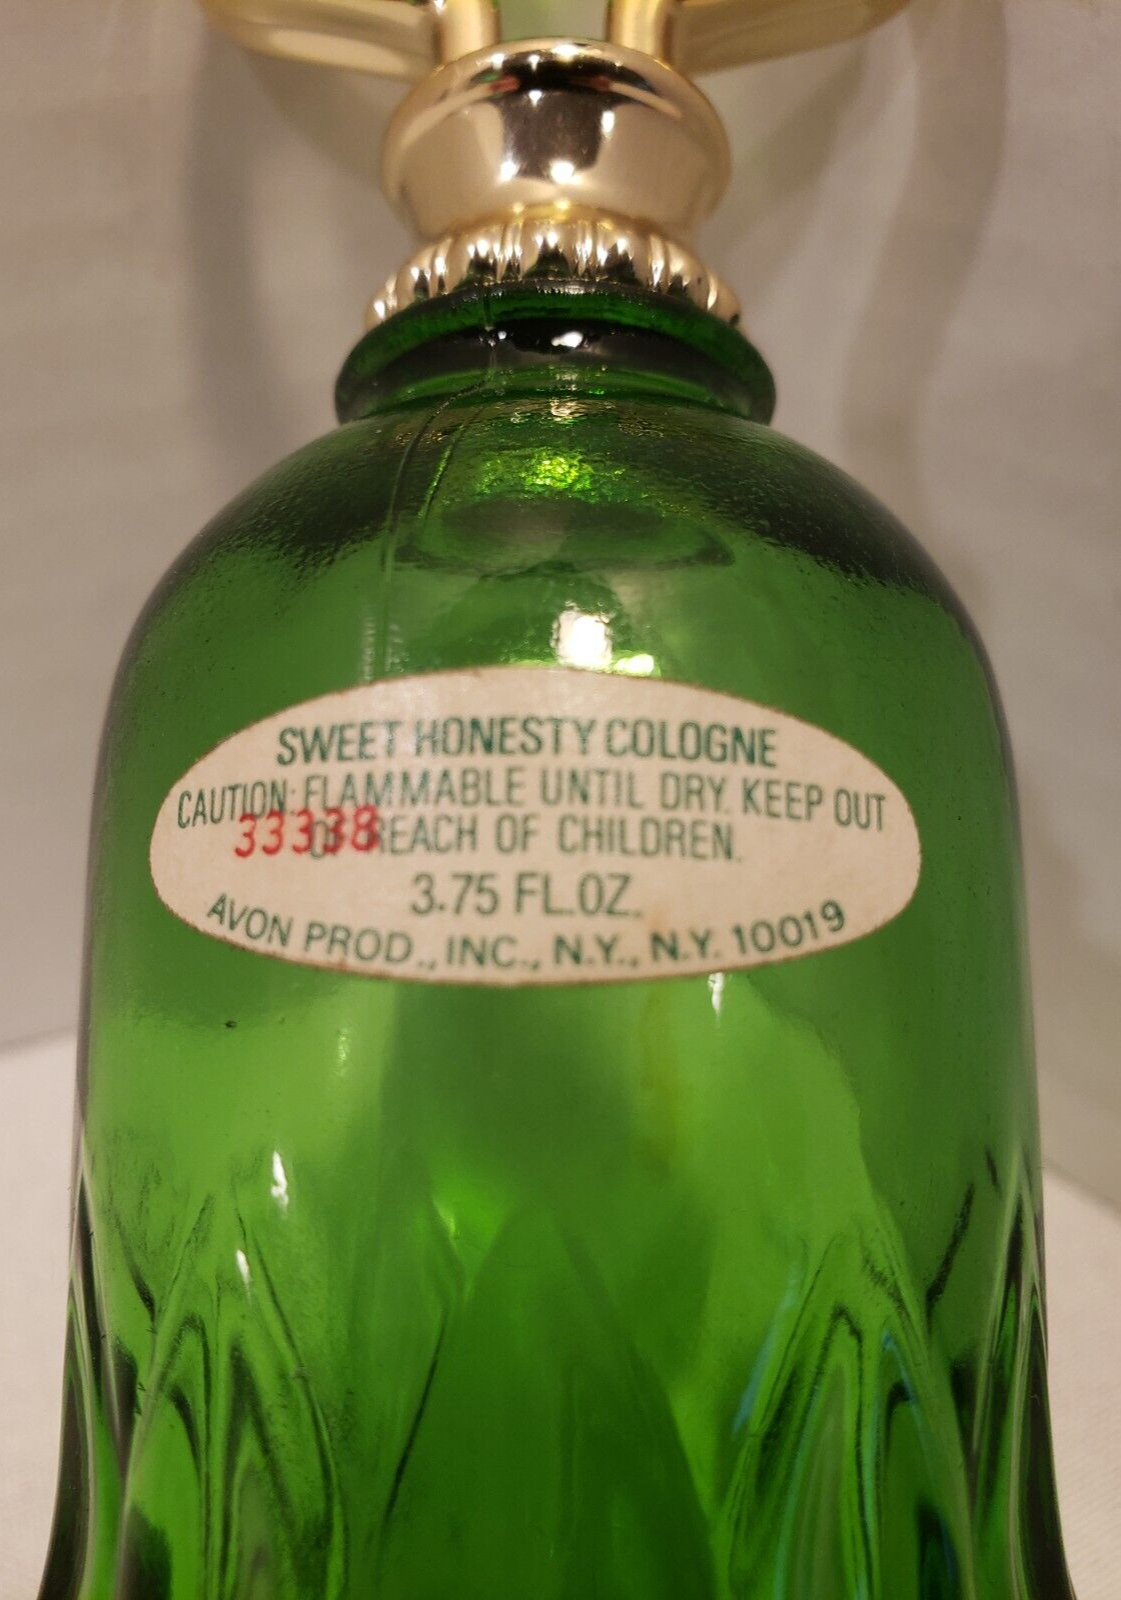 SWEET HONESTY COLOGNE
CAUTION: FLAMMABLE UNTIL DRY. KEEP OUT
33338
OF REACH OF CHILDREN.
3.75 FL.OZ.
AVON PROD., INC., N.Y., N.Y. 10019